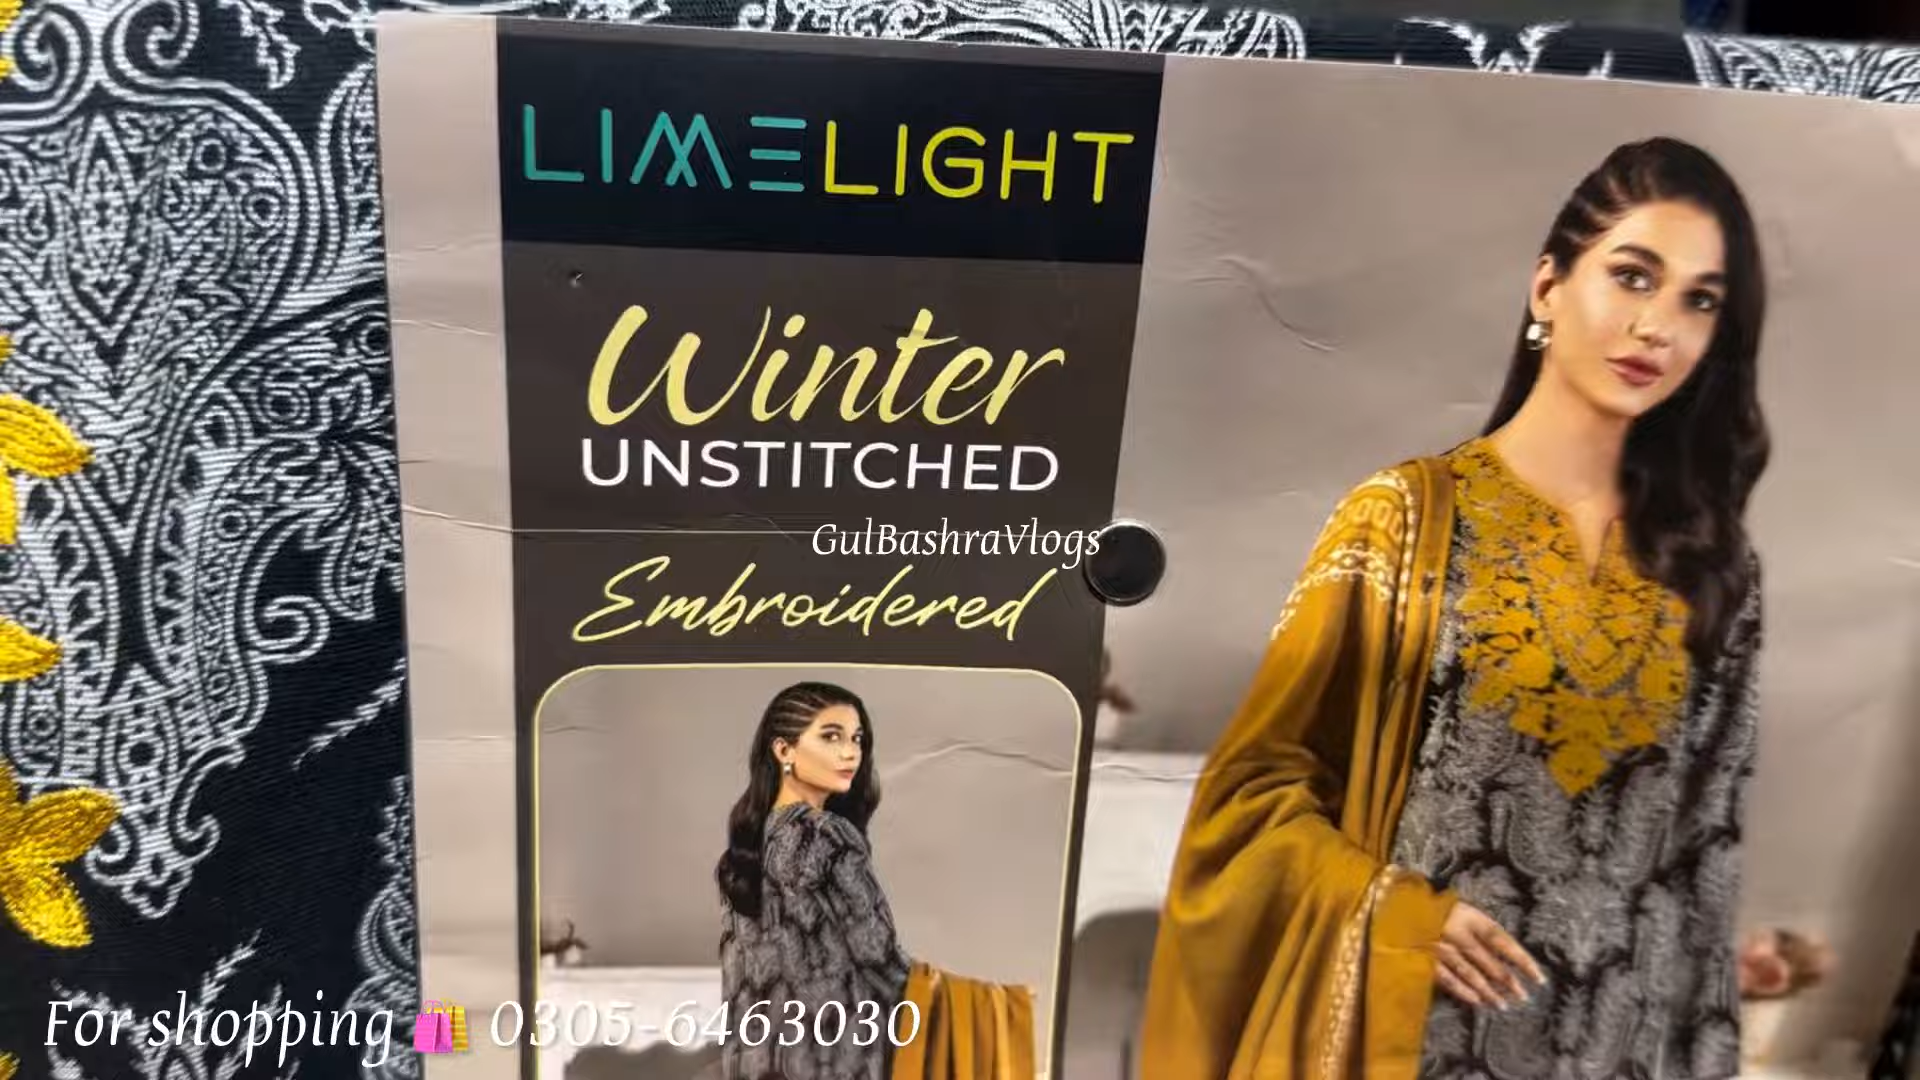 LIMELIGHT
Winter
UNSTITCHED
GulBashraVlogs
Embroidered
For shopping 🛍️ 0305-6463030